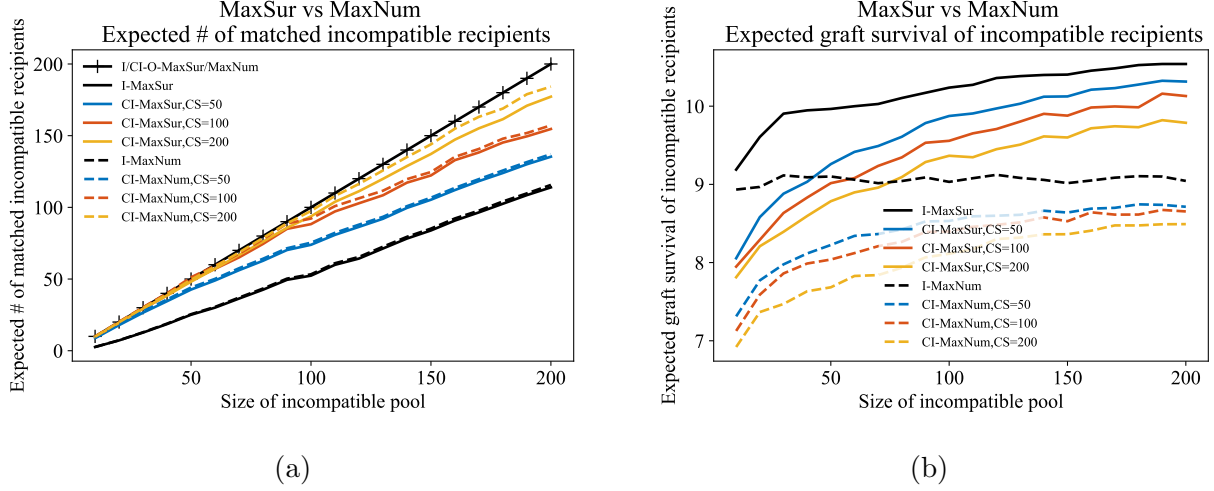 MaxSur vs MaxNum
Expected # of matched incompatible recipients
Expected # of matched incompatible recipients
200
150
100
50
0
I/CI-O-MaxSur/MaxNum
I-MaxSur
CI-MaxSur,CS=50
CI-MaxSur,CS=100
CI-MaxSur,CS=200
I-MaxNum
CI-MaxNum,CS=50
CI-MaxNum,CS=100
CI-MaxNum,CS=200
50
100
150
200
Size of incompatible pool
(a)
MaxSur vs MaxNum
Expected graft survival of incompatible recipients
Expected graft survival of incompatible recipients
10
9
8
7
I-MaxSur
CI-MaxSur,CS=50
CI-MaxSur,CS=100
CI-MaxSur,CS=200
I-MaxNum
CI-MaxNum,CS=50
CI-MaxNum,CS=100
CI-MaxNum,CS=200
50
100
150
200
Size of incompatible pool
(b)